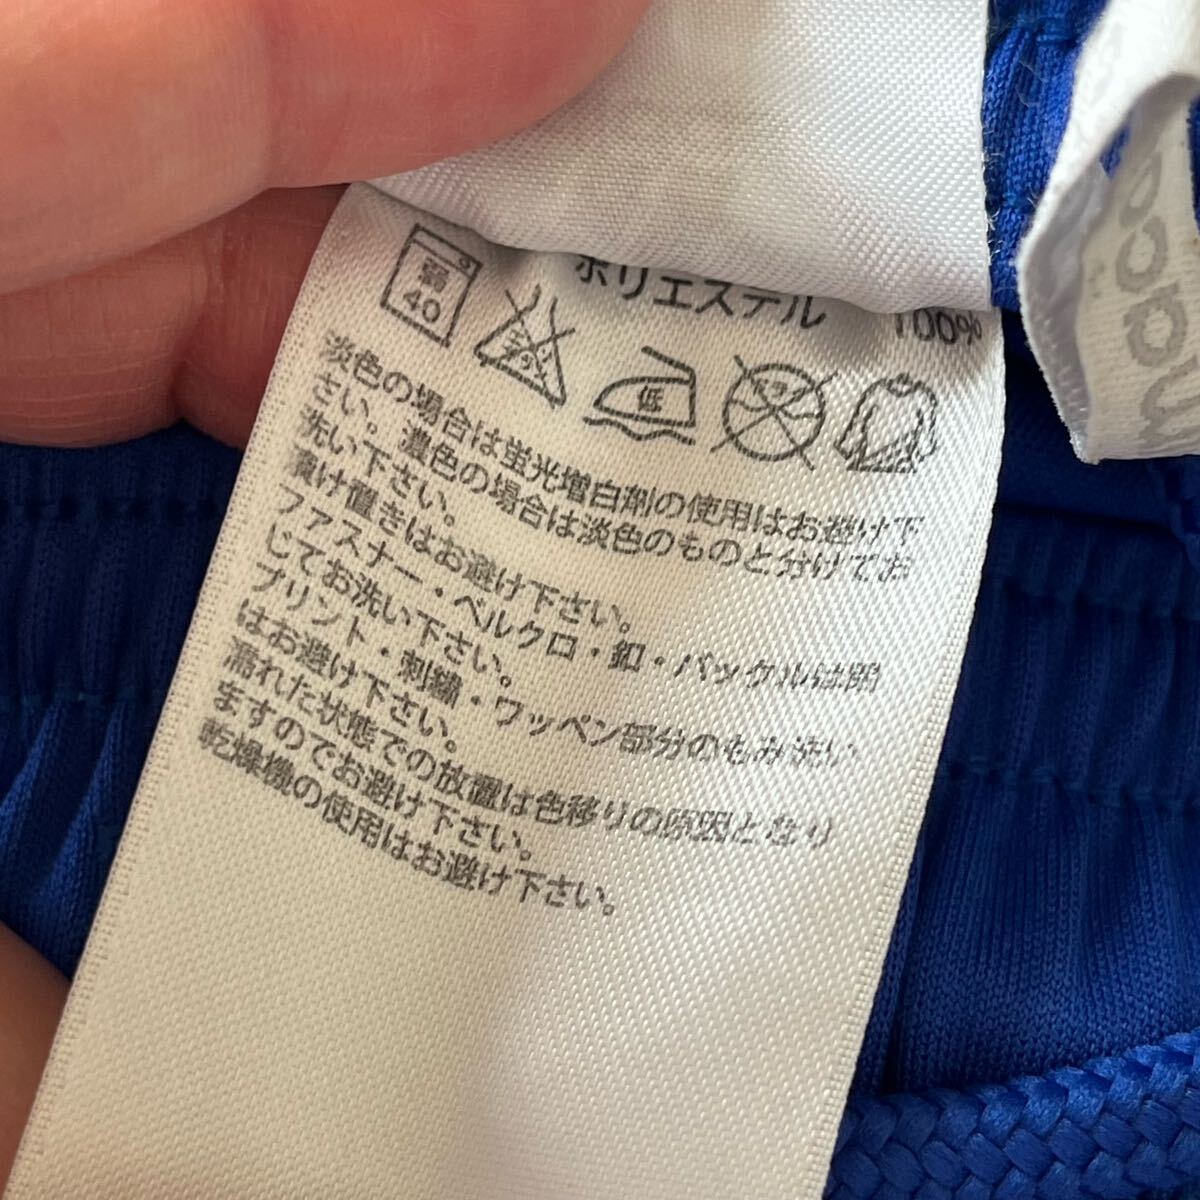 ポリエステル 100%
40
低
淡色の場合は蛍光増白剤の使用はお避け下
さい。濃色の場合は淡色のものと分けてお
洗い下さい。
漬け置きはお避け下さい。
ファスナー・ベルクロ・釦・バックルは閉
じてお洗い下さい。
プリント・刺繍・ワッペン部分のもみ洗い
はお避け下さい。
濡れた状態での放置は色移りの原因となり
ますのでお避け下さい。
乾燥機の使用はお避け下さい。